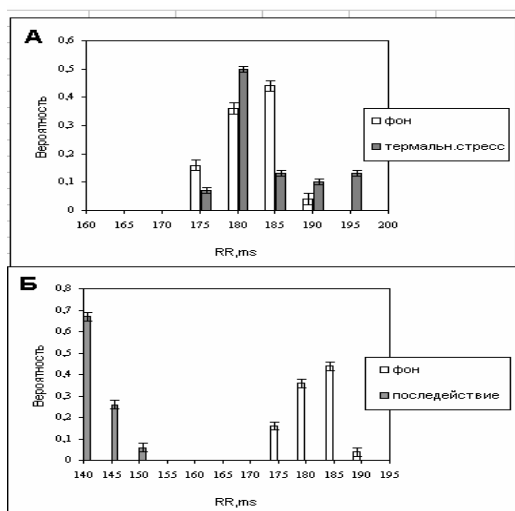 А
0,6
0,5
0,4
0,3
0,2
0,1
0
Вероятность
160 165 170 175 180 185 190 195 200
RR,ms
фон
термальн.стресс
Б
0,8
0,7
0,6
0,5
0,4
0,3
0,2
0,1
0
Вероятность
140 145 150 155 160 165 170 175 180 185 190 195
RR,ms
фон
последействие